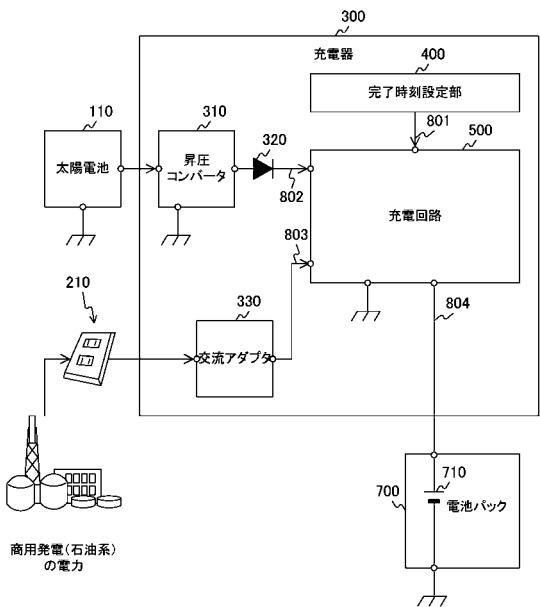 300
充電器
400
完了時刻設定部
110
310
801
500
320
太陽電池
昇圧
コンバータ
802
充電回路
803
210
330
804
交流アダプタ
710
700
電池パック
商用発電(石油系)
の電力